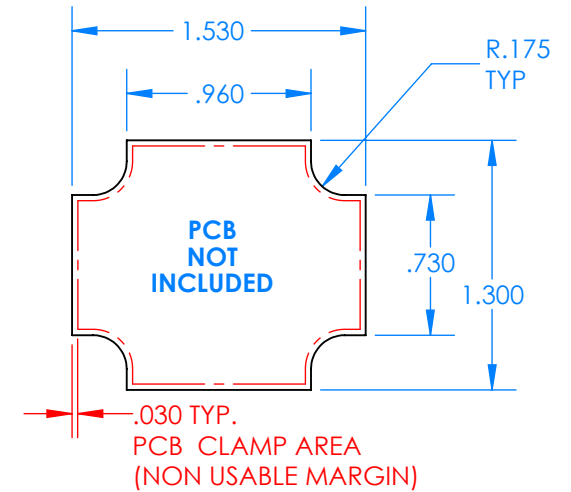 1.530
R.175
TYP
.960
PCB
NOT
INCLUDED
.730
1.300
.030 TYP.
PCB CLAMP AREA
(NON USABLE MARGIN)